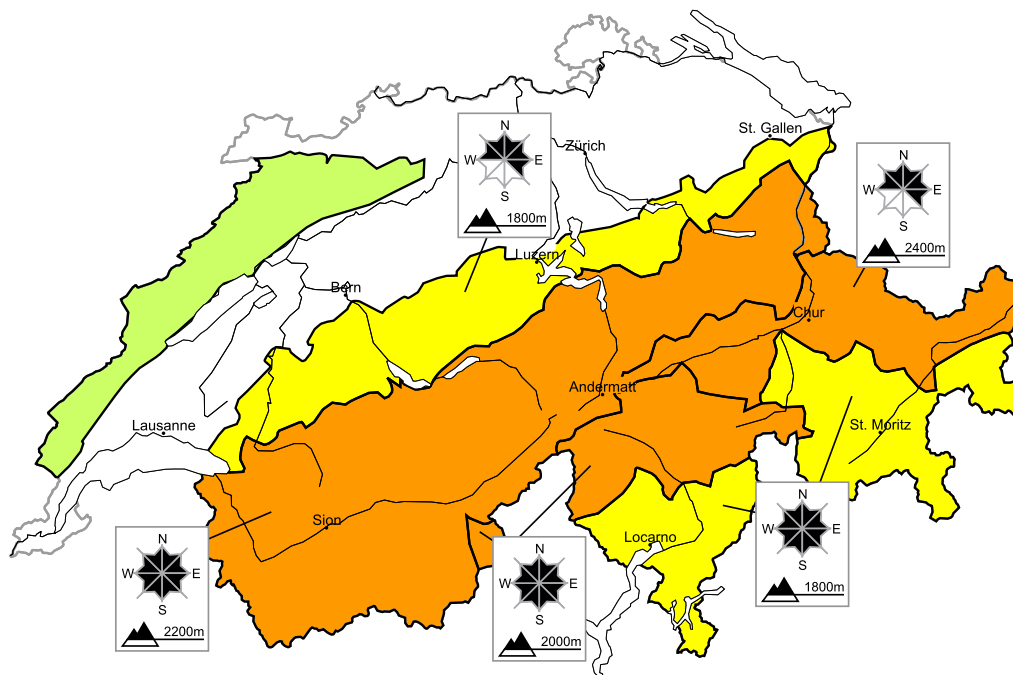 St. Gallen
N
Zürich
W
E
S
1800m
N
W
E
S
2400m
Luzern
Bern
Chur
Andermatt
Lausanne
St. Moritz
Sion
Locarno
N
W
E
S
1800m
N
W
E
S
2200m
N
W
E
S
2000m